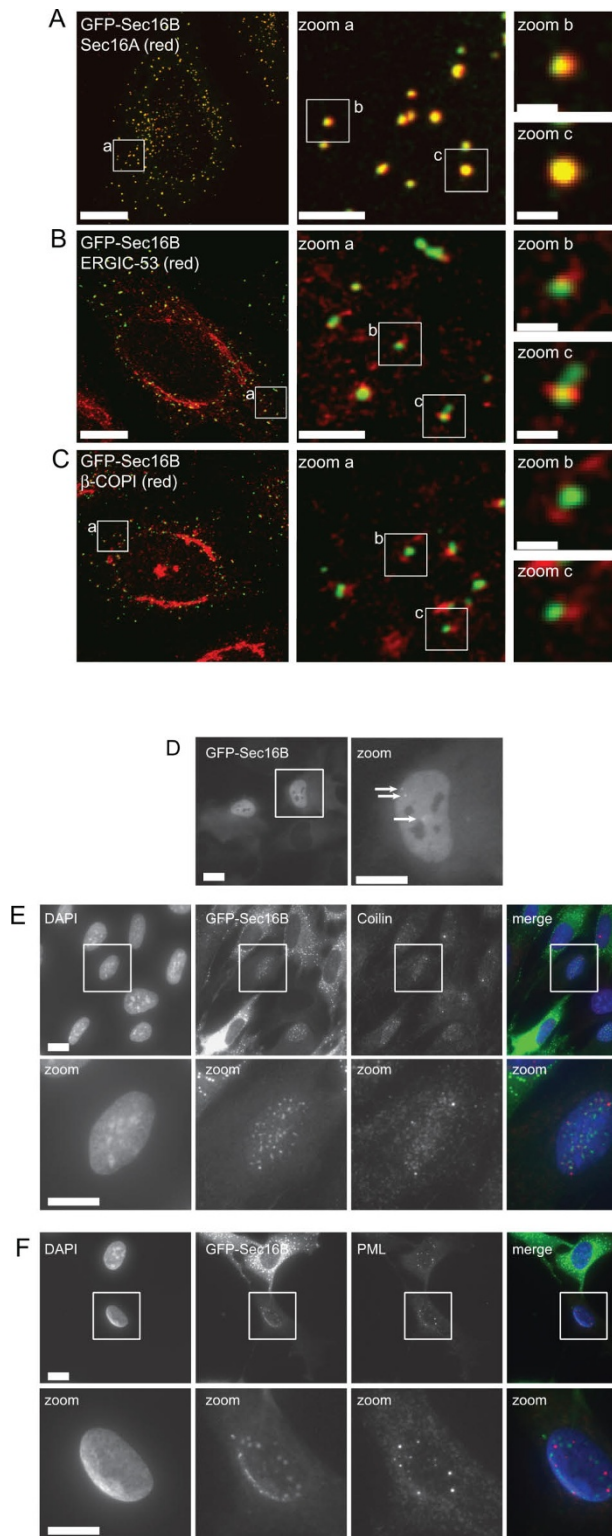 A
GFP-Sec16B
Sec16A (red)
a
zoom a
b
c
zoom b
zoom c
B
GFP-Sec16B
ERGIC-53 (red)
a
zoom a
b
c
zoom b
zoom c
C
GFP-Sec16B
β-COPI (red)
a
zoom a
b
c
zoom b
zoom c
D
GFP-Sec16B
zoom
E
DAPI
GFP-Sec16B
Coilin
merge
zoom
zoom
zoom
zoom
F
DAPI
GFP-Sec16B
PML
merge
zoom
zoom
zoom
zoom